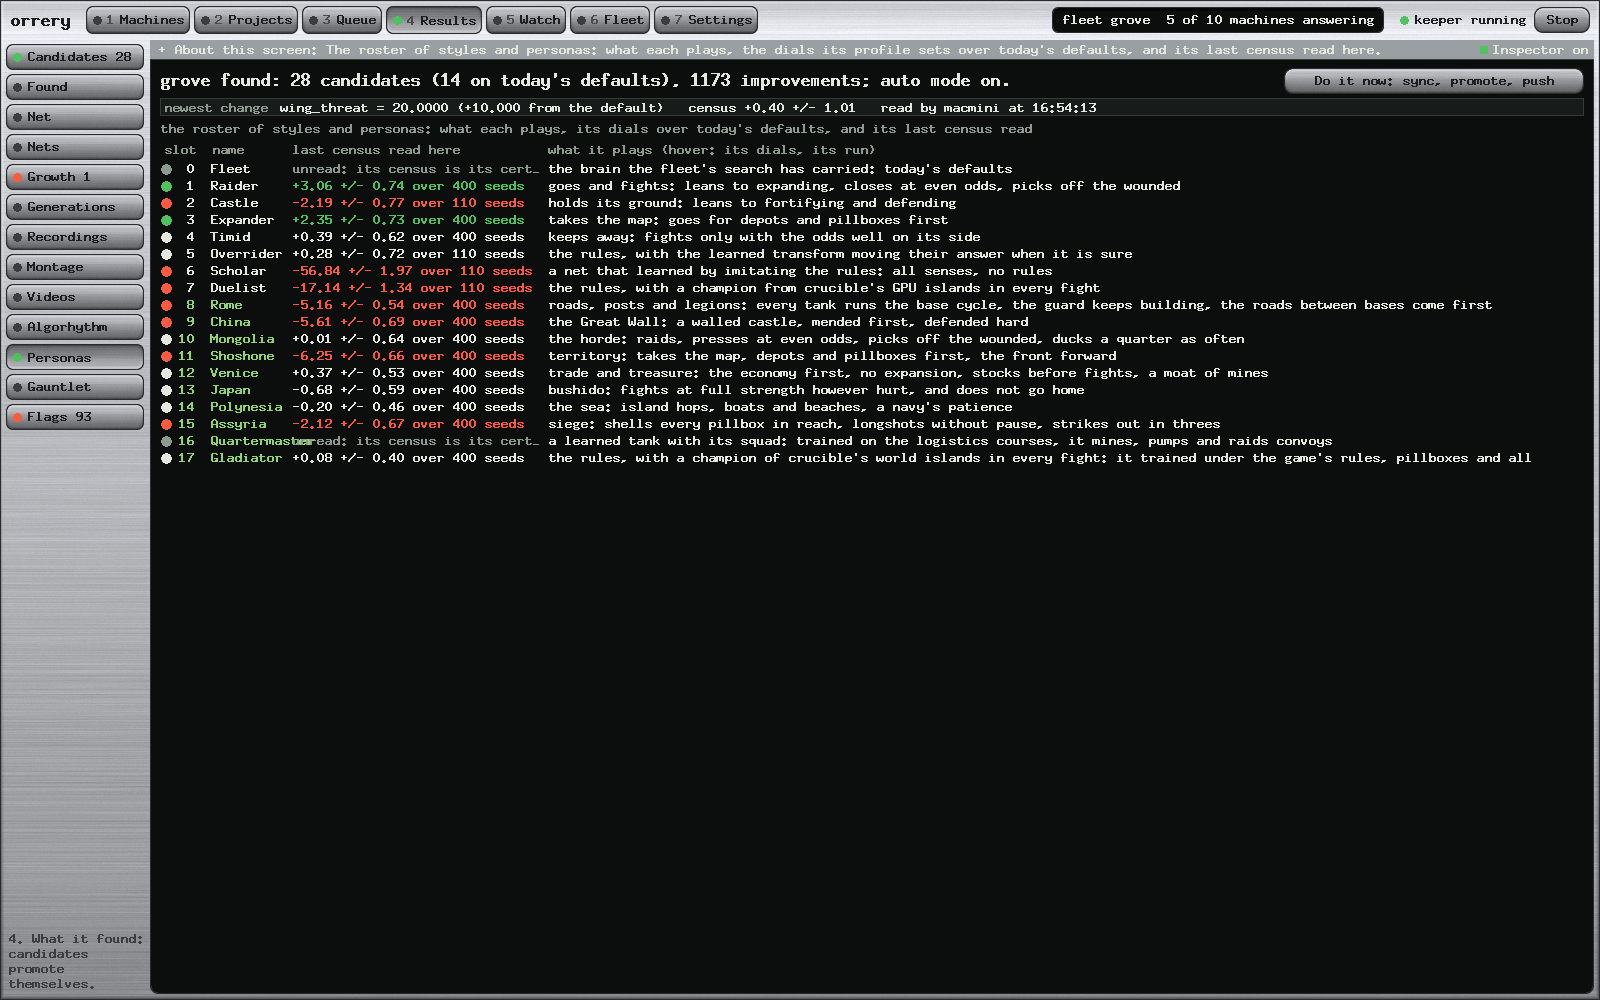 orrery
1 Machines
2 Projects
3 Queue
4 Results
5 Watch
6 Fleet
7 Settings
fleet grove  5 of 10 machines answering
keeper running
Stop
Candidates 28
Found
Net
Nets
Growth 1
Generations
Recordings
Montage
Videos
Algorhythm
Personas
Gauntlet
Flags 93
4. What it found:
candidates
promote
themselves.
+ About this screen: The roster of styles and personas: what each plays, the dials its profile sets over today's defaults, and its last census read here.
Inspector on
grove found: 28 candidates (14 on today's defaults), 1173 improvements; auto mode on.
Do it now: sync, promote, push
newest change wing_threat = 20.0000 (+10.000 from the default)   census +0.40 +/- 1.01   read by macmini at 16:54:13
the roster of styles and personas: what each plays, its dials over today's defaults, and its last census read
slot name last census read here what it plays (hover: its dials, its run)
0 Fleet unread: its census is its cert_ the brain the fleet's search has carried: today's defaults
1 Raider +3.06 +/- 0.74 over 400 seeds goes and fights: leans to expanding, closes at even odds, picks off the wounded
2 Castle -2.19 +/- 0.77 over 110 seeds holds its ground: leans to fortifying and defending
3 Expander +2.35 +/- 0.73 over 400 seeds takes the map: goes for depots and pillboxes first
4 Timid +0.39 +/- 0.62 over 400 seeds keeps away: fights only with the odds well on its side
5 Overrider +0.28 +/- 0.72 over 110 seeds the rules, with the learned transform moving their answer when it is sure
6 Scholar -56.84 +/- 1.97 over 110 seeds a net that learned by imitating the rules: all senses, no rules
7 Duelist -17.14 +/- 1.34 over 110 seeds the rules, with a champion from crucible's GPU islands in every fight
8 Rome -5.16 +/- 0.54 over 400 seeds roads, posts and legions: every tank runs the base cycle, the guard keeps building, the roads between bases come first
9 China -5.61 +/- 0.69 over 400 seeds the Great Wall: a walled castle, mended first, defended hard
10 Mongolia +0.01 +/- 0.64 over 400 seeds the horde: raids, presses at even odds, picks off the wounded, ducks a quarter as often
11 Shoshone -6.25 +/- 0.66 over 400 seeds territory: takes the map, depots and pillboxes first, the front forward
12 Venice +0.37 +/- 0.53 over 400 seeds trade and treasure: the economy first, no expansion, stocks before fights, a moat of mines
13 Japan -0.68 +/- 0.59 over 400 seeds bushido: fights at full strength however hurt, and does not go home
14 Polynesia -0.20 +/- 0.46 over 400 seeds the sea: island hops, boats and beaches, a navy's patience
15 Assyria -2.12 +/- 0.67 over 400 seeds siege: shells every pillbox in reach, longshots without pause, strikes out in threes
16 Quartermaster read: its census is its cert_ a learned tank with its squad: trained on the logistics courses, it mines, pumps and raids convoys
17 Gladiator +0.08 +/- 0.40 over 400 seeds the rules, with a champion of crucible's world islands in every fight: it trained under the game's rules, pillboxes and all